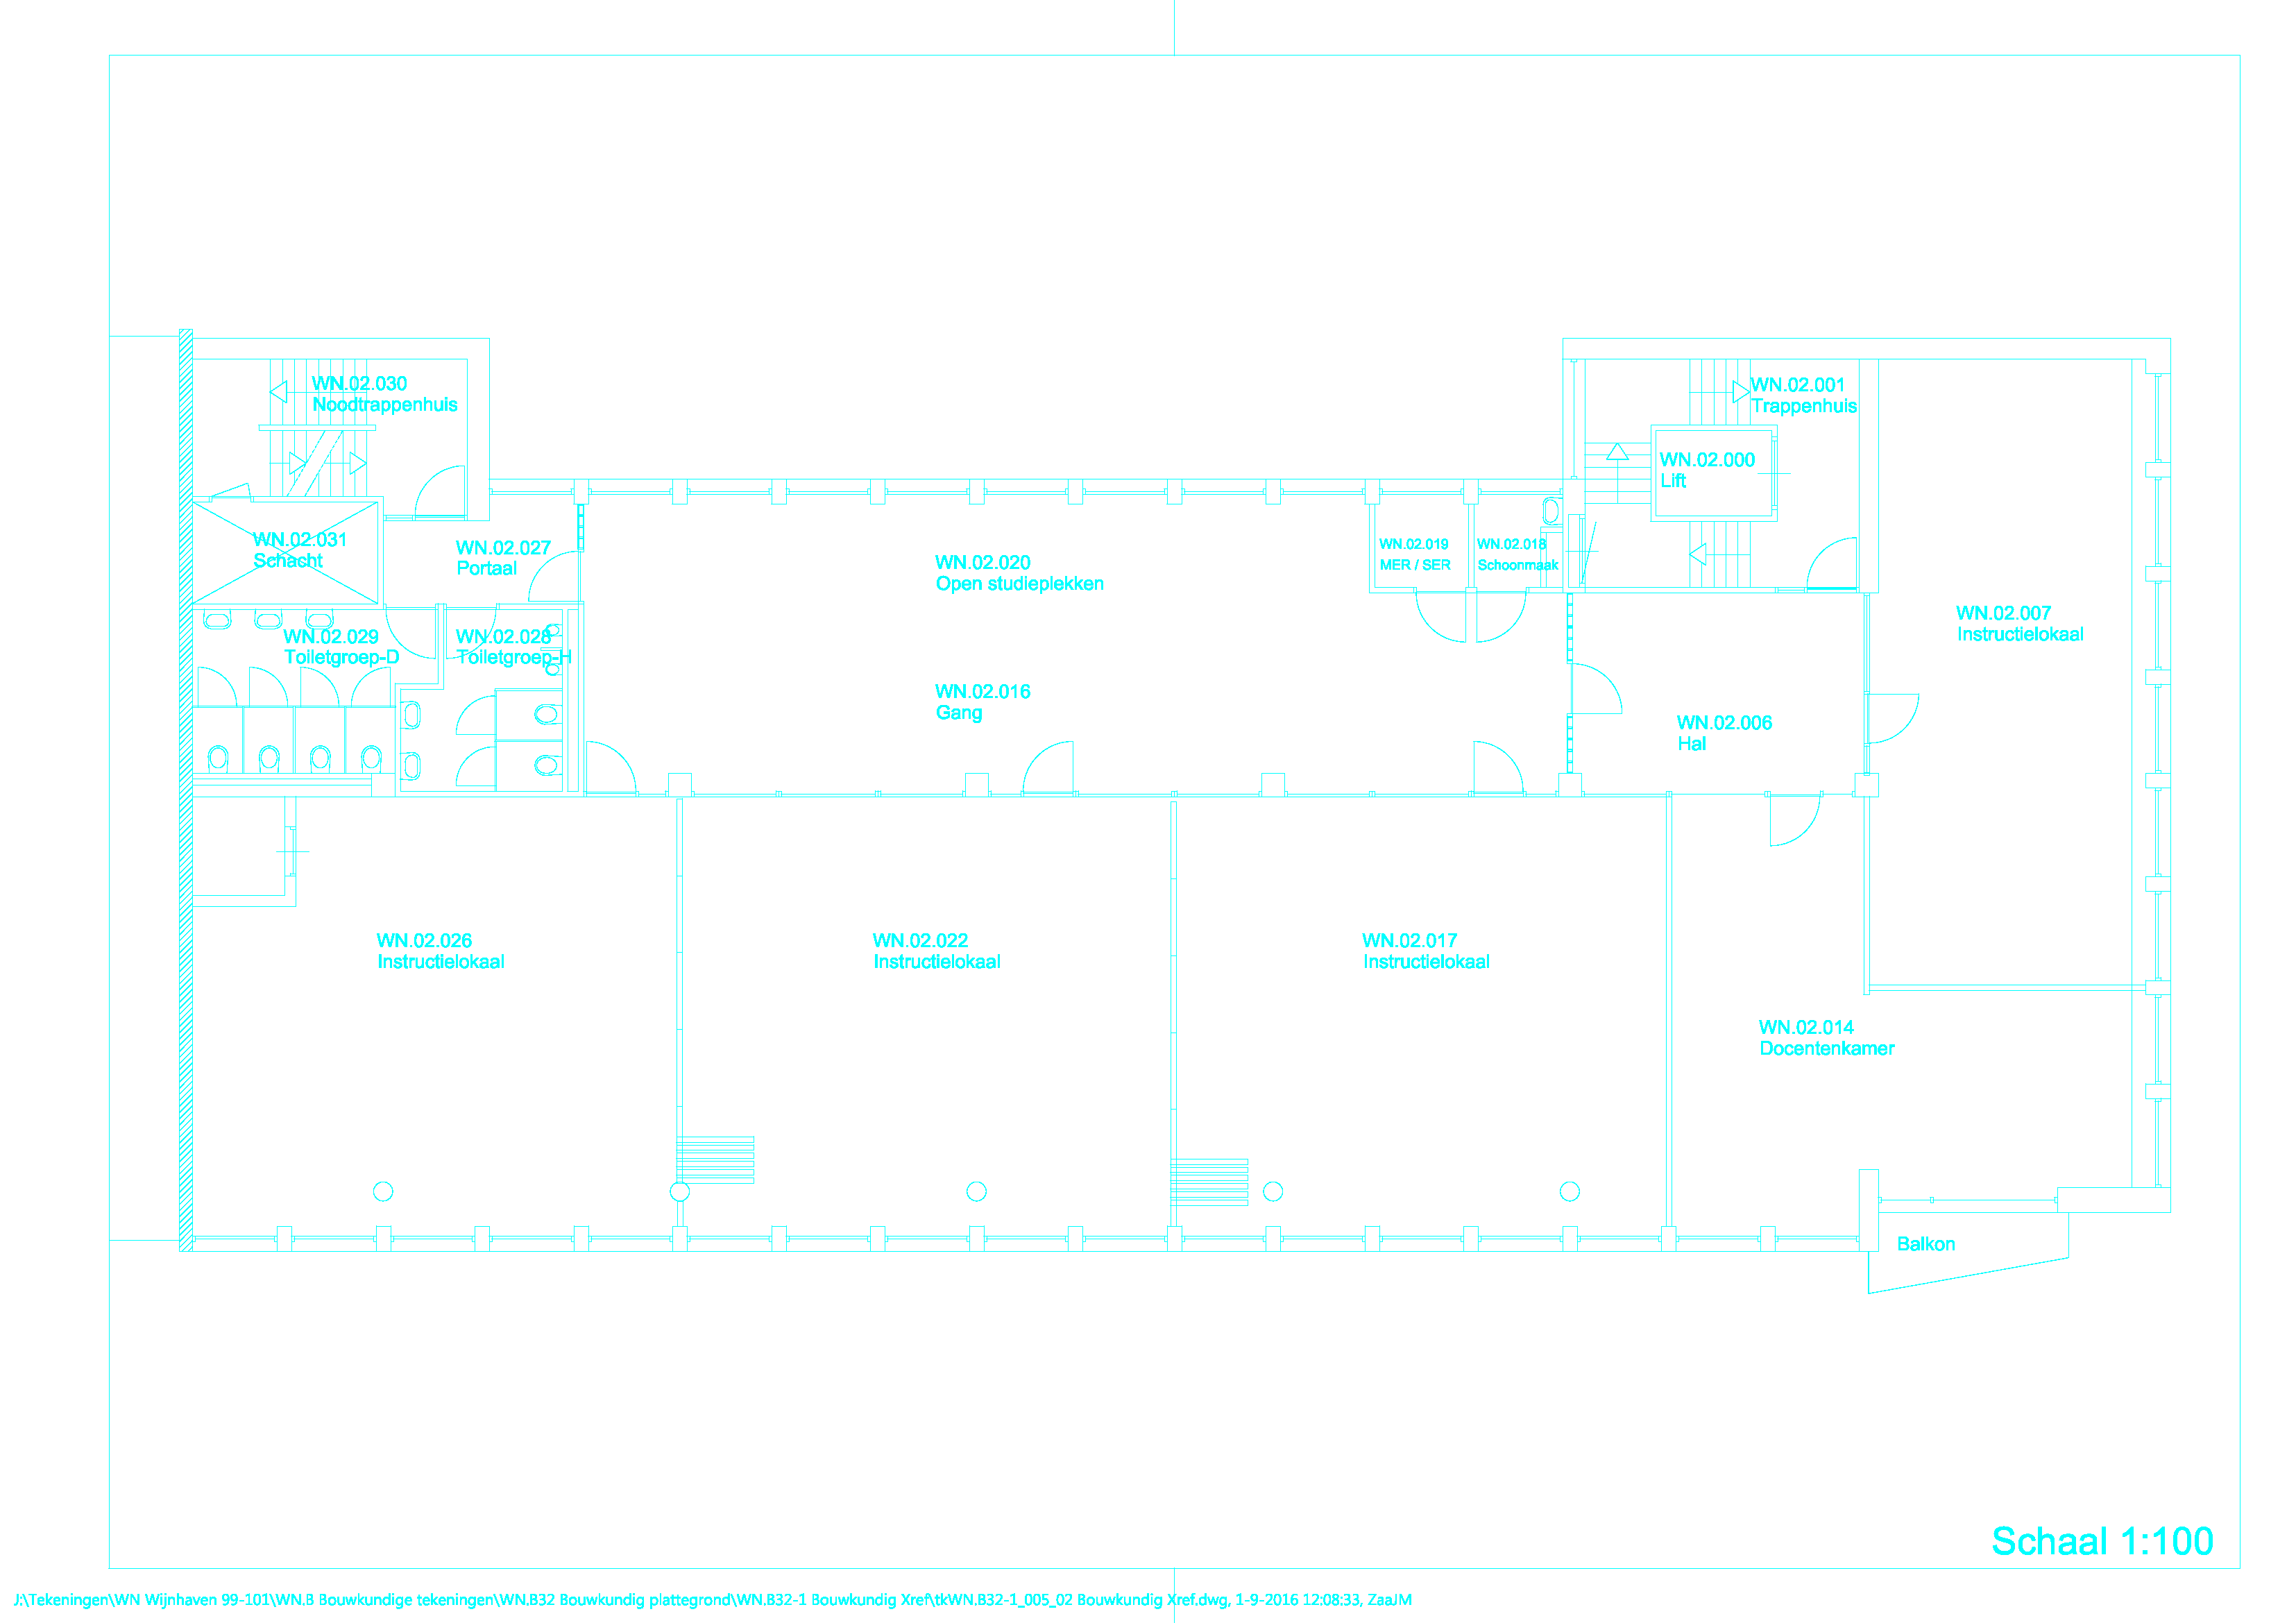 WN.02.030
Noodtrappenhuis
WN.02.001
Trappenhuis
WN.02.000
Lift
WN.02.031
Schacht
WN.02.027
Portaal
WN.02.020
Open studieplekken
WN.02.019
MER / SER
WN.02.018
Schoonmaak
WN.02.007
Instructielokaal
WN.02.029
Toiletgroep-D
WN.02.028
Toiletgroep-H
WN.02.016
Gang
WN.02.006
Hal
WN.02.026
Instructielokaal
WN.02.022
Instructielokaal
WN.02.017
Instructielokaal
WN.02.014
Docentenkamer
Balkon
Schaal 1:100
J:\Tekeningen\WN Wijnhaven 99-101\WN.B Bouwkundige tekeningen\WN.B32 Bouwkundig plattegrond\WN.B32-1 Bouwkundig Xref\tkWN.B32-1_005_02 Bouwkundig Xref.dwg, 1-9-2016 12:08:33, ZaaJM